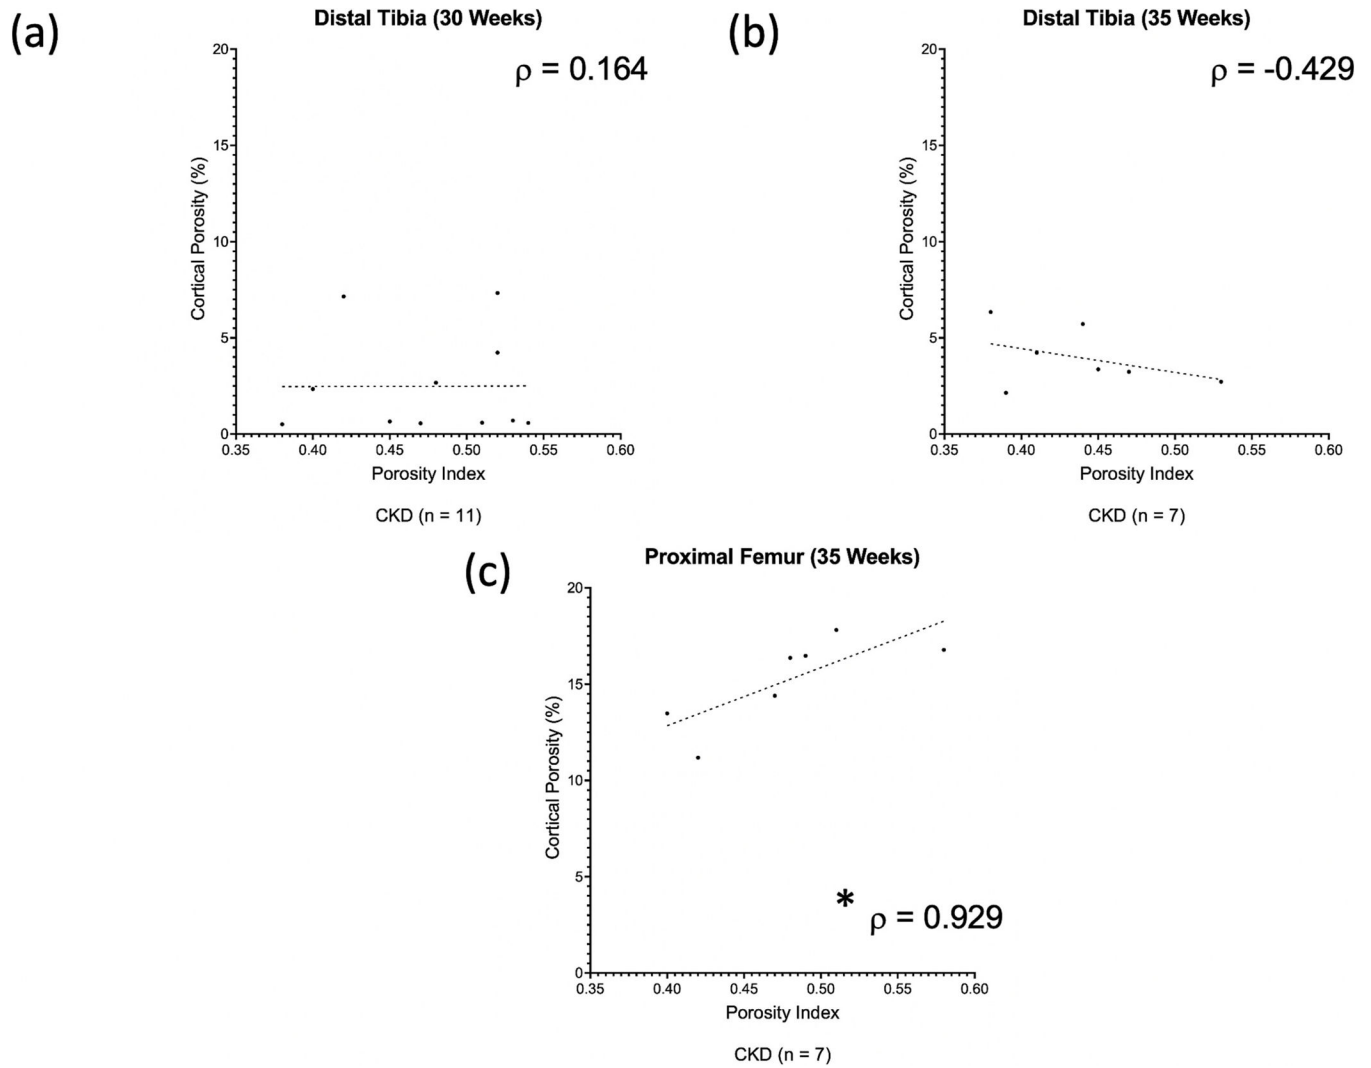 (a)
Distal Tibia (30 Weeks)
ρ = 0.164
20
15
10
5
0
Cortical Porosity (%)
0.35 0.40 0.45 0.50 0.55 0.60
Porosity Index
CKD (n = 11)
(b)
Distal Tibia (35 Weeks)
ρ = -0.429
20
15
10
5
0
Cortical Porosity (%)
0.35 0.40 0.45 0.50 0.55 0.60
Porosity Index
CKD (n = 7)
(c)
Proximal Femur (35 Weeks)
20
15
10
5
0
Cortical Porosity (%)
* ρ = 0.929
0.35 0.40 0.45 0.50 0.55 0.60
Porosity Index
CKD (n = 7)